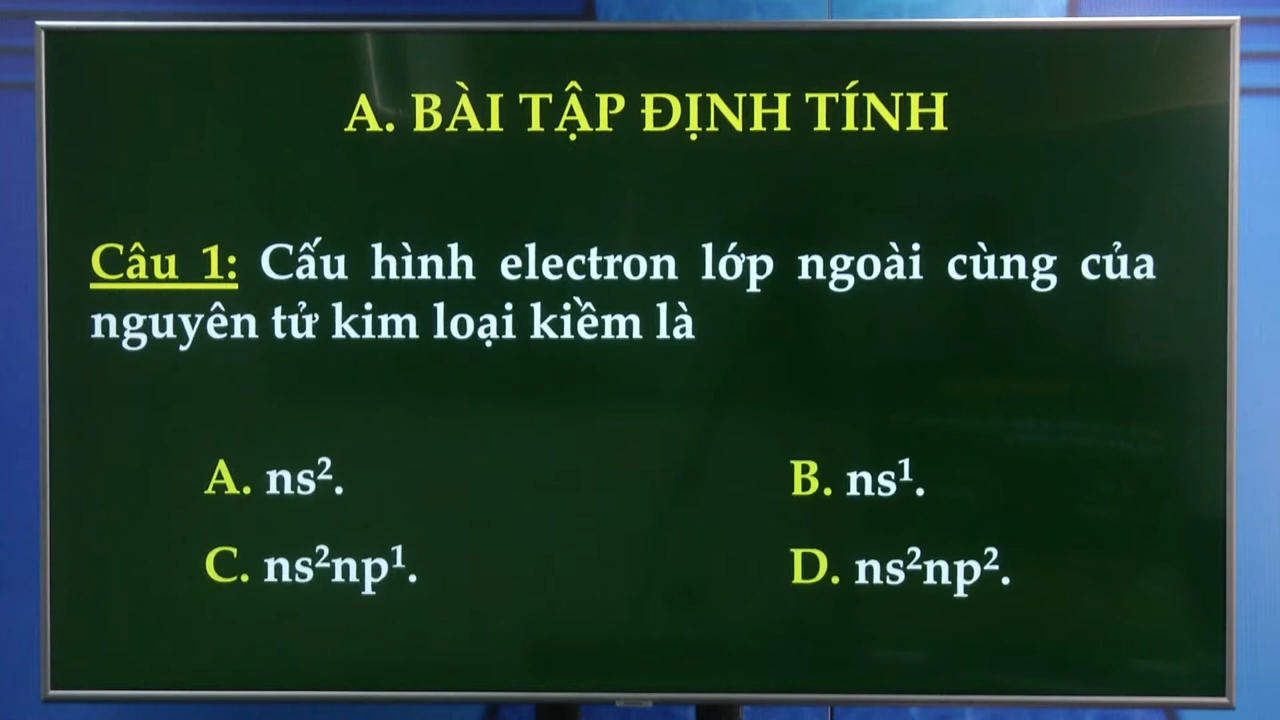 A. BÀI TẬP ĐỊNH TÍNH
Câu 1: Cấu hình electron lớp ngoài cùng của
nguyên tử kim loại kiềm là
A. ns². B. ns¹.
C. ns²np¹. D. ns²np².